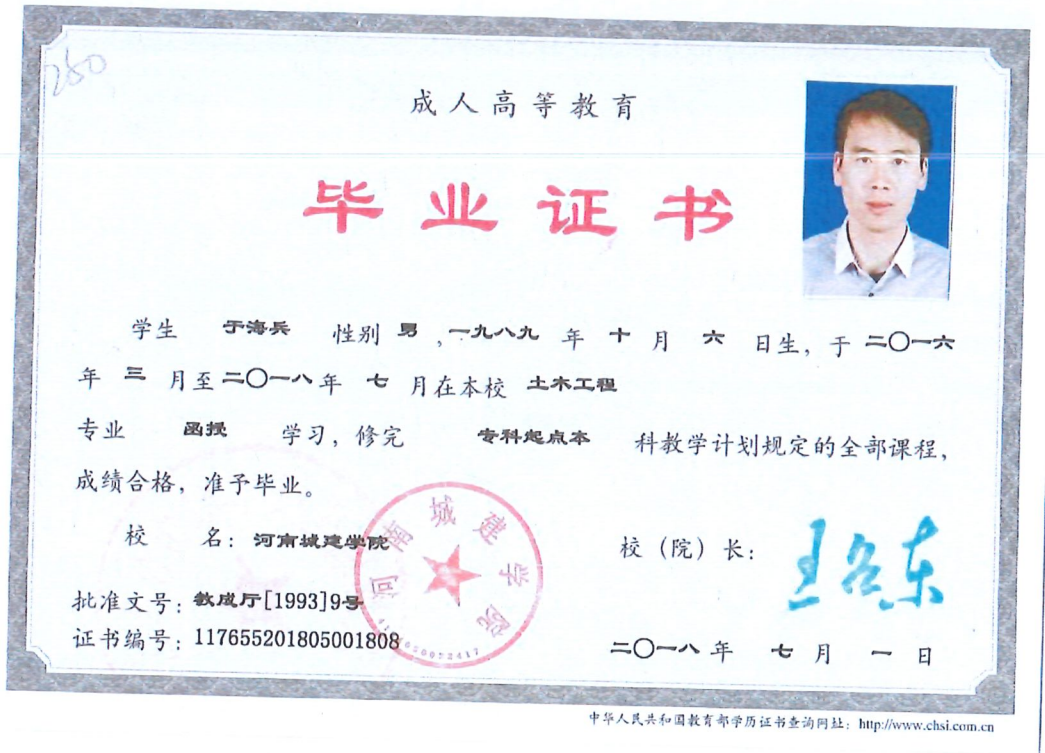 250
成人高等教育
毕业证书
学生 于海兵 性别 男 ,一九八九 年 十 月 六 日生, 于 二〇一六
年 三 月至 二〇一八 年 七 月在本校 土木工程
专业 函授 学习, 修完 专科起点本 科教学计划规定的全部课程,
成绩合格, 准予毕业。
校 名: 河南城建学院
校（院）长:
河南城建学院
批准文号: 教成厅[1993]9号
证书编号: 117655201805001808
二〇一八 年 七 月 一 日
中华人民共和国教育部学历证书查询网址: http://www.chsi.com.cn